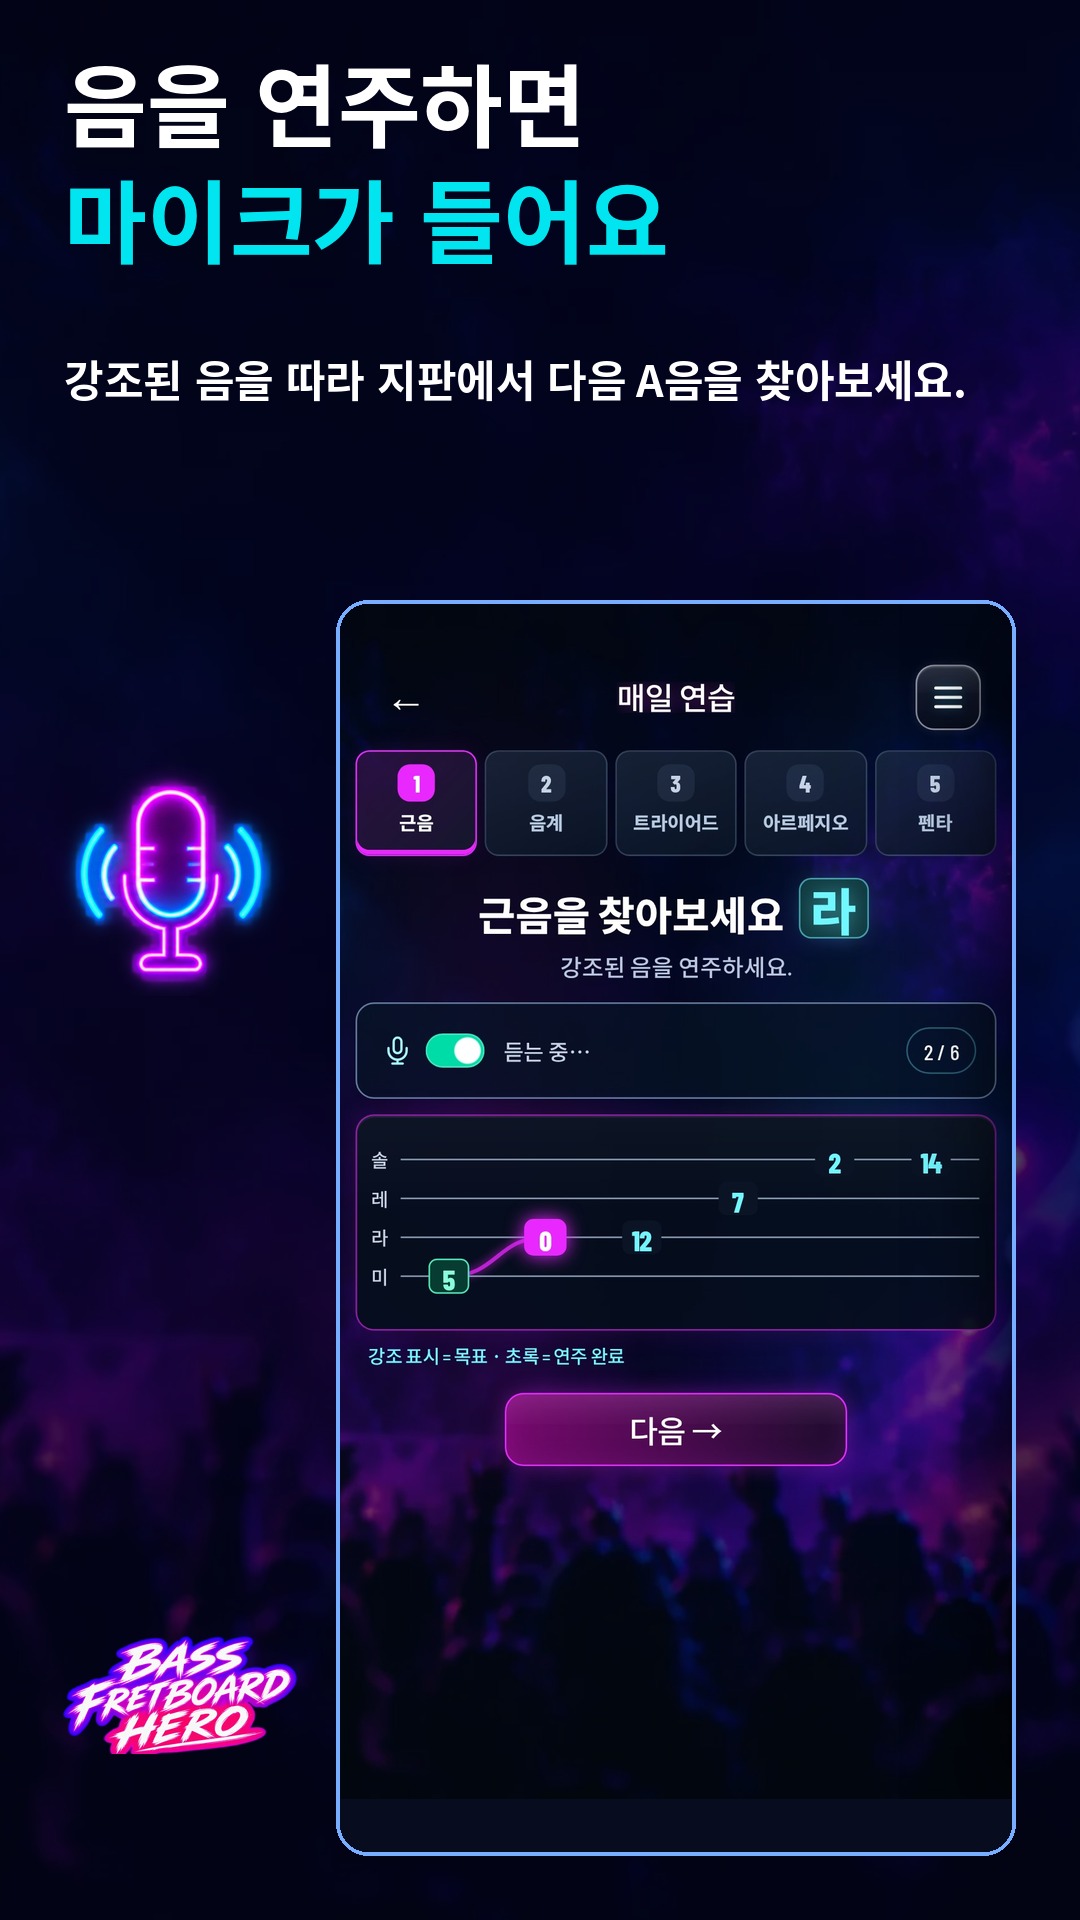 음을 연주하면
마이크가 들어요
강조된 음을 따라 지판에서 다음 A음을 찾아보세요.
← 매일 연습
1 2 3 4 5
근음 음계 트라이어드 아르페지오 펜타
근음을 찾아보세요 라
강조된 음을 연주하세요.
듣는 중… 2 / 6
솔 2 14
레 7
라 0 12
미 5
강조 표시 = 목표 · 초록 = 연주 완료
다음 →
BASS
FRETBOARD
HERO